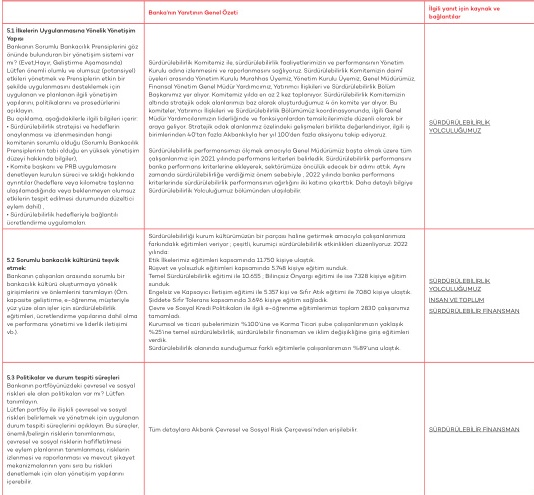 Banka'nın Yanıtının Genel Özeti
İlgili yanıt için kaynak ve
bağlantılar
5.1 İlkelerin Uygulanmasına Yönelik Yönetişim
Yapısı
Bankanın Sorumlu Bankacılık Prensiplerini göz
önünde bulunduran bir yönetişim sistemi var
mı? (Evet,Hayır, Geliştirme Aşamasında)
Lütfen önemli olumlu ve olumsuz (potansiyel)
etkileri yönetmek ve Prensiplerin etkin bir
şekilde uygulanmasını desteklemek için
uygulanan ve planlanan ilgili yönetişim
yapılarını, politikalarını ve prosedürlerini
açıklayın.
Bu açıklama, aşağıdakilerle ilgili bilgileri içerir:
• Sürdürülebilirlik stratejisi ve hedeflerin
onaylanması ve izlenmesinden hangi
komitenin sorumlu olduğu (Sorumlu Bankacılık
Prensiplerinin tabi olduğu en yüksek yönetişim
düzeyi hakkında bilgiler),
• Komite başkanı ve PRB uygulamasını
denetleyen kurulun süreci ve sıklığı hakkında
ayrıntılar (hedeflere veya kilometre taşlarına
ulaşılamadığında veya beklenmeyen olumsuz
etkilerin tespit edilmesi durumunda düzeltici
eylem dahil) ,
• Sürdürülebilirlik hedefleriyle bağlantılı
ücretlendirme uygulamaları.
Sürdürülebilirlik Komitemiz ile, sürdürülebilirlik faaliyetlerimizin ve performansının Yönetim
Kurulu adına izlenmesini ve raporlanmasını sağlıyoruz. Sürdürülebilirlik Komitemizin daimî
üyeleri arasında Yönetim Kurulu Murahhas Üyemiz, Yönetim Kurulu Üyemiz, Genel Müdürümüz,
Finansal Yönetim Genel Müdür Yardımcımız, Yatırımcı İlişkileri ve Sürdürülebilirlik Bölüm
Başkanımız yer alıyor. Komitemiz yılda en az 2 kez toplanıyor. Sürdürülebilirlik Komitemizin
altında stratejik odak alanlarımızı baz alarak oluşturduğumuz 4 ön komite yer alıyor. Bu
komiteler, Yatırımcı İlişkileri ve Sürdürülebilirlik Bölümümüz koordinasyonunda, ilgili Genel
Müdür Yardımcılarımızın liderliğinde ve fonksiyonlardan temsilcilerimizle düzenli olarak bir
araya geliyor. Stratejik odak alanlarımız özelindeki gelişmeleri birlikte değerlendiriyor, ilgili iş
birimlerinden 40'tan fazla Akbanklıyla her yıl 100'den fazla aksiyonu takip ediyoruz.
Sürdürülebilirlik performansımızı ölçmek amacıyla Genel Müdürümüz başta olmak üzere tüm
çalışanlarımız için 2021 yılında performans kriterleri belirledik. Sürdürülebilirlik performansını
banka performans kriterlerine ekleyerek, sektörümüze öncülük edecek bir adım attık. Aynı
zamanda sürdürülebilirliğe verdiğimiz önem sebebiyle , 2022 yılında banka performans
kriterlerinde sürdürülebilirlik performansının ağırlığını iki katına çıkarttık. Daha detaylı bilgiye
Sürdürülebilirlik Yolculuğumuz bölümünden ulaşılabilir.
SÜRDÜRÜLEBİLİRLİK
YOLCULUĞUMUZ
5.2 Sorumlu bankacılık kültürünü teşvik
etmek:
Bankanın çalışanları arasında sorumlu bir
bankacılık kültürü oluşturmaya yönelik
girişimlerini ve önlemlerini tanımlayın (Örn.
kapasite geliştirme, e-öğrenme, müşteriyle
yüz yüze olan işler için sürdürülebilirlik
eğitimleri, ücretlendirme yapılarına dahil olma
ve performans yönetimi ve liderlik iletişimi
vb.).
Sürdürülebilirliği kurum kültürümüzün bir parçası haline getirmek amacıyla çalışanlarımıza
farkındalık eğitimleri veriyor , çeşitli, kurumiçi sürdürülebilirlik etkinlikleri düzenliyoruz. 2022
yılında:
Etik İlkelerimiz eğitimleri kapsamında 11.750 kişiye ulaştık.
Rüşvet ve yolsuzluk eğitimleri kapsamında 5.748 kişiye eğitim sunduk.
Temel Sürdürülebilirlik eğitimi ile 10.655 ; Bilinçsiz Önyargı eğitimi ile ise 7.328 kişiye eğitim
sunduk.
Engelsiz ve Kapsayıcı İletişim eğitimi ile 5.357 kişi ve Sıfır Atık eğitimi ile 7.080 kişiye ulaştık.
Şiddete Sıfır Tolerans kapsamında 3.696 kişiye eğitim sağladık.
Çevre ve Sosyal Kredi Politikaları ile ilgili e-öğrenme eğitimlerimizi toplam 2830 çalışanımız
tamamladı.
Kurumsal ve ticari şubelerimizin %100'üne ve Karma Ticari şube çalışanlarımızın yaklaşık
%25'ine temel sürdürülebilirlik, sürdürülebilir finansman ve iklim değişikliğine giriş eğitimleri
verdik.
Sürdürülebilirlik alanında sunduğumuz farklı eğitimlerle çalışanlarımızın %89'una ulaştık.
SÜRDÜRÜLEBİLİRLİK
YOLCULUĞUMUZ
İNSAN VE TOPLUM
SÜRDÜRÜLEBİLİR FİNANSMAN
5.3 Politikalar ve durum tespiti süreçleri
Bankanın portföyünüzdeki çevresel ve sosyal
riskleri ele alan politikaları var mı? Lütfen
tanımlayın.
Lütfen portföy ile ilişkili çevresel ve sosyal
riskleri belirlemek ve yönetmek için uygulanan
durum tespiti süreçlerini açıklayın. Bu süreçler,
önemli/belirgin risklerin tanımlanması,
çevresel ve sosyal risklerin hafifletilmesi
ve eylem planlarının tanımlanması, risklerin
izlenmesi ve raporlanması ve mevcut şikayet
mekanizmalarının yanı sıra bu riskleri
denetlemek için olan yönetişim yapılarını
içerebilir.
Tüm detaylara Akbank Çevresel ve Sosyal Risk Çerçevesi'nden erişilebilir.
SÜRDÜRÜLEBİLİR FİNANSMAN